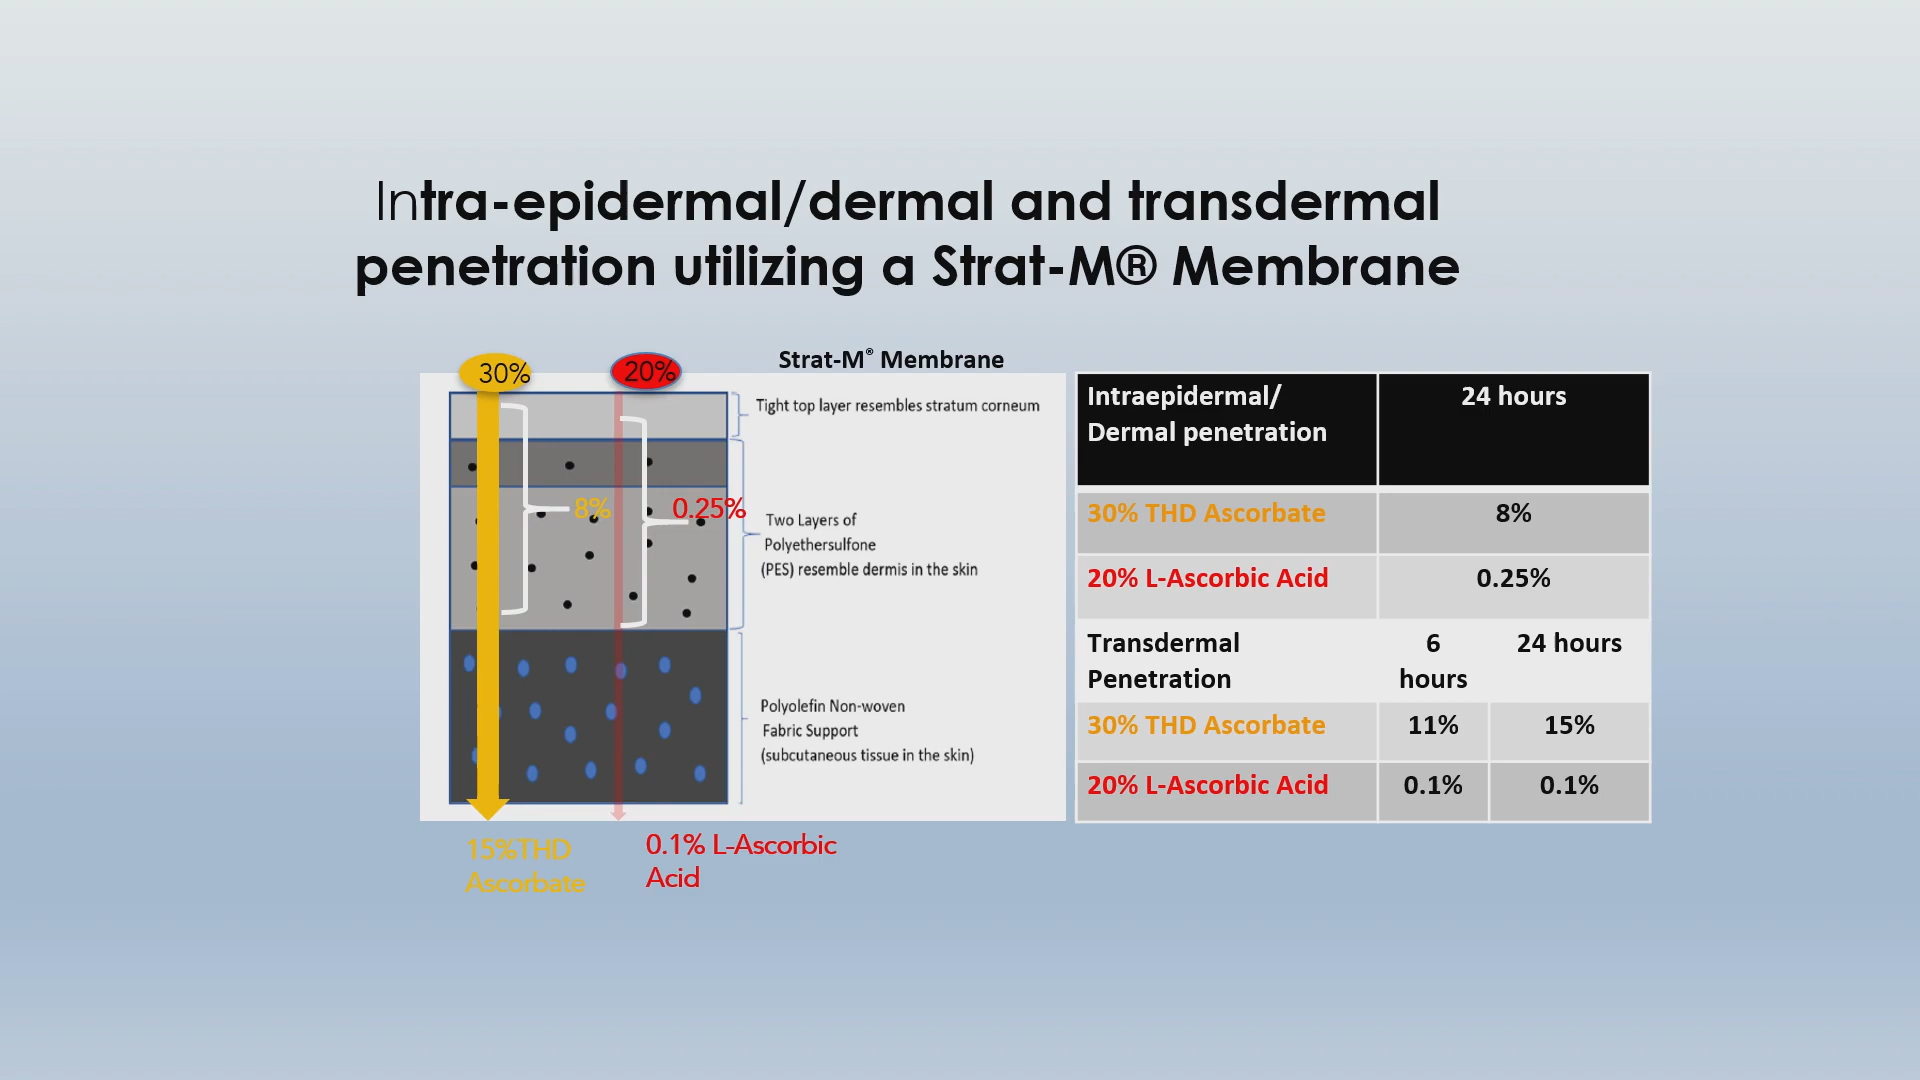 Intra-epidermal/dermal and transdermal
penetration utilizing a Strat-M® Membrane
Strat-M® Membrane
30%
20%
Tight top layer resembles stratum corneum
8%
0.25%
Two Layers of
Polyethersulfone
(PES) resemble dermis in the skin
Polyolefin Non-woven
Fabric Support
(subcutaneous tissue in the skin)
15%THD
Ascorbate
0.1% L-Ascorbic
Acid
Intraepidermal/ 24 hours
Dermal penetration
30% THD Ascorbate 8%
20% L-Ascorbic Acid 0.25%
Transdermal 6 24 hours
Penetration hours
30% THD Ascorbate 11% 15%
20% L-Ascorbic Acid 0.1% 0.1%